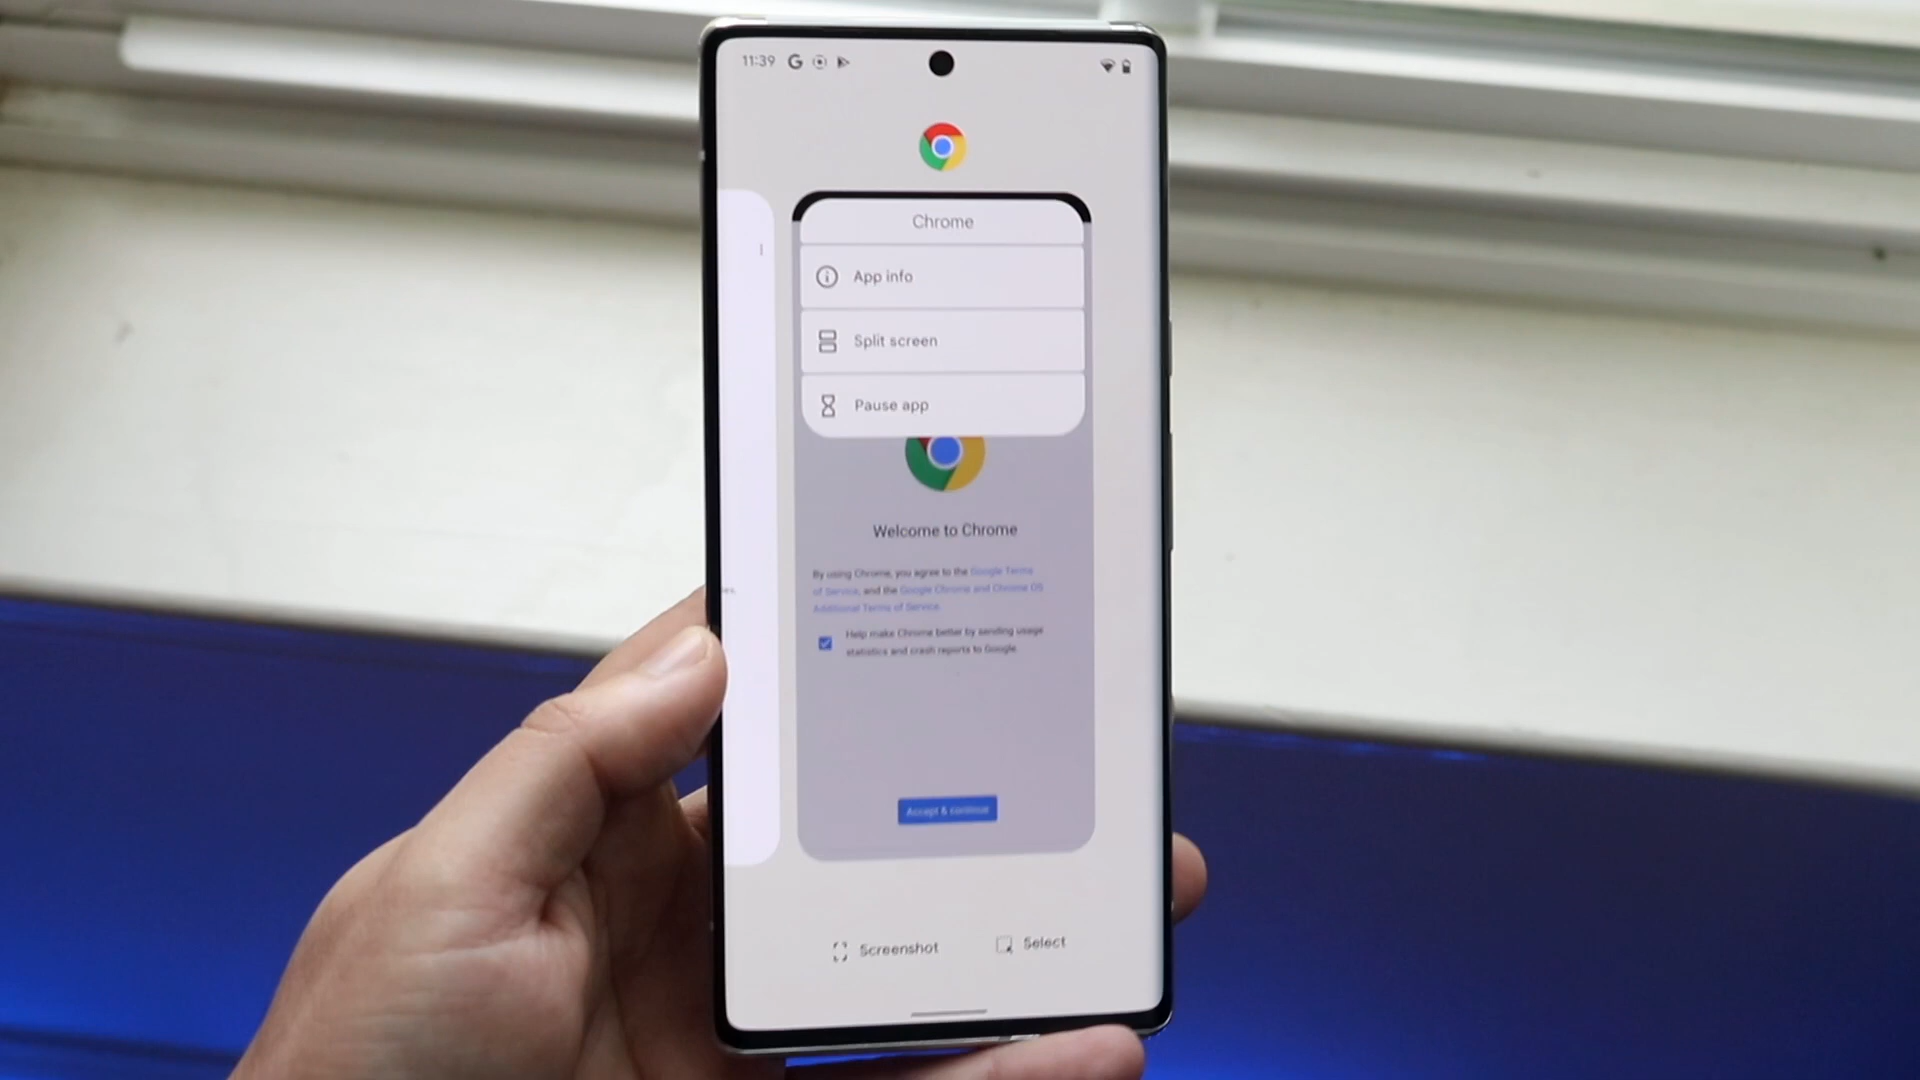 11:39
Chrome
App info
Split screen
Pause app
Welcome to Chrome
By using Chrome, you agree to the Google Terms
of Service, and the Google Chrome and Chrome OS
Additional Terms of Service.
Help make Chrome better by sending usage
statistics and crash reports to Google.
Accept & continue
Screenshot
Select